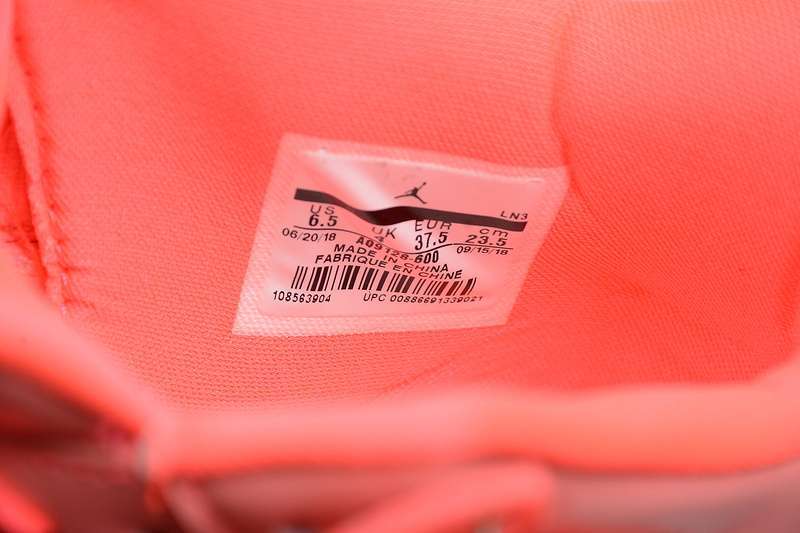 LN3
US UK EUR cm
6.5 4 37.5 23.5
06/20/18 AO9126-600 09/15/18
MADE IN CHINA
FABRIQUE EN CHINE
108563904 UPC 00886691339021